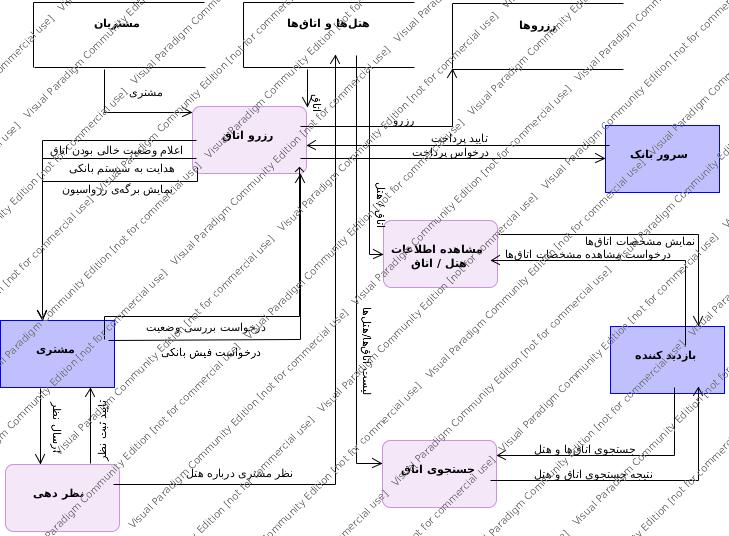 مشتریان
هتل‌ها و اتاق‌ها
رزروها
مشتری
اتاق
رزرو اتاق
رزرو
تایید پرداخت
درخواس پرداخت
سرور بانک
اعلام وضعیت خالی بودن اتاق
هدایت به سیستم بانکی
نمایش برگه‌ی رزواسیون
اتاق / هتل
مشاهده اطلاعات
هتل / اتاق
نمایش مشخصات اتاق‌ها
درخواست مشاهده مشخصات اتاق‌ها
درخواست بررسی وضعیت
درخواست فیش بانکی
مشتری
بازدید کننده
لیست اتاق‌ها/هتل‌ها
ارسال نظر
تایید ثبت نظر
جستجوی اتاق‌ها و هتل
نتیجه جستجوی اتاق و هتل
جستجوی اتاق
نظر مشتری درباره هتل
نظر دهی
Visual Paradigm Community Edition [not for commercial use]